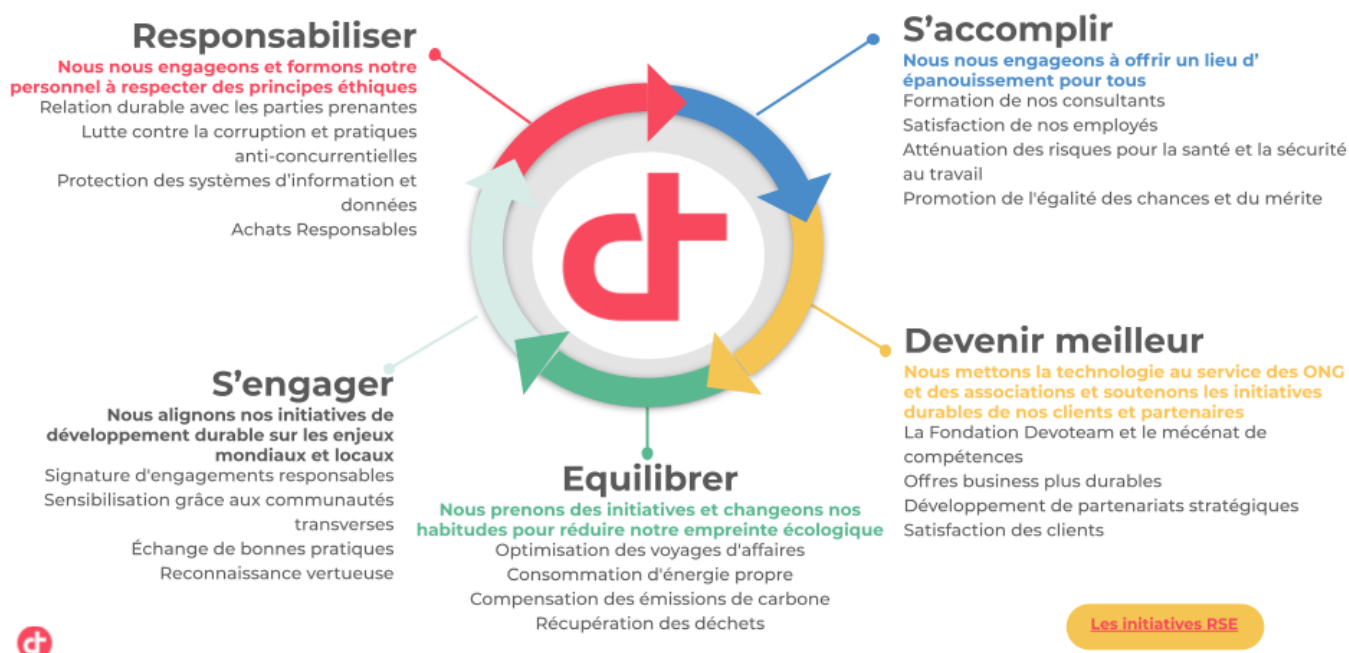 Responsabiliser
Nous nous engageons et formons notre
personnel à respecter des principes éthiques
Relation durable avec les parties prenantes
Lutte contre la corruption et pratiques
anti-concurrentielles
Protection des systèmes d'information et
données
Achats Responsables
S'accomplir
Nous nous engageons à offrir un lieu d'
épanouissement pour tous
Formation de nos consultants
Satisfaction de nos employés
Atténuation des risques pour la santé et la sécurité
au travail
Promotion de l'égalité des chances et du mérite
Devenir meilleur
Nous mettons la technologie au service des ONG
et des associations et soutenons les initiatives
durables de nos clients et partenaires
La Fondation Devoteam et le mécénat de
compétences
Offres business plus durables
Développement de partenariats stratégiques
Satisfaction des clients
Equilibrer
Nous prenons des initiatives et changeons nos
habitudes pour réduire notre empreinte écologique
Optimisation des voyages d'affaires
Consommation d'énergie propre
Compensation des émissions de carbone
Récupération des déchets
S'engager
Nous alignons nos initiatives de
développement durable sur les enjeux
mondiaux et locaux
Signature d'engagements responsables
Sensibilisation grâce aux communautés
transverses
Échange de bonnes pratiques
Reconnaissance vertueuse
Les initiatives RSE